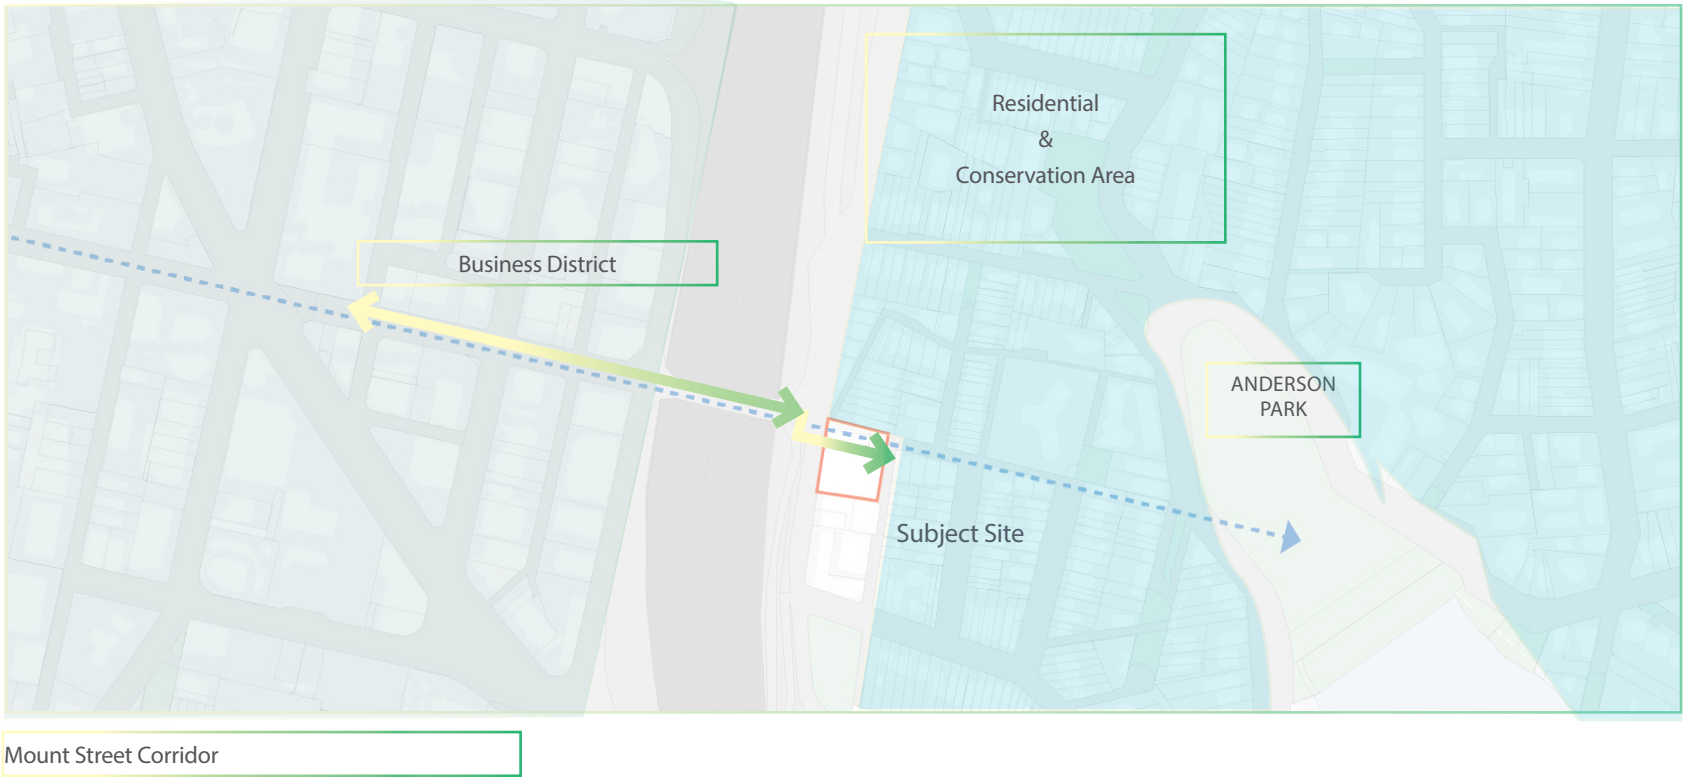 Residential
&
Conservation Area
Business District
ANDERSON
PARK
Subject Site
Mount Street Corridor